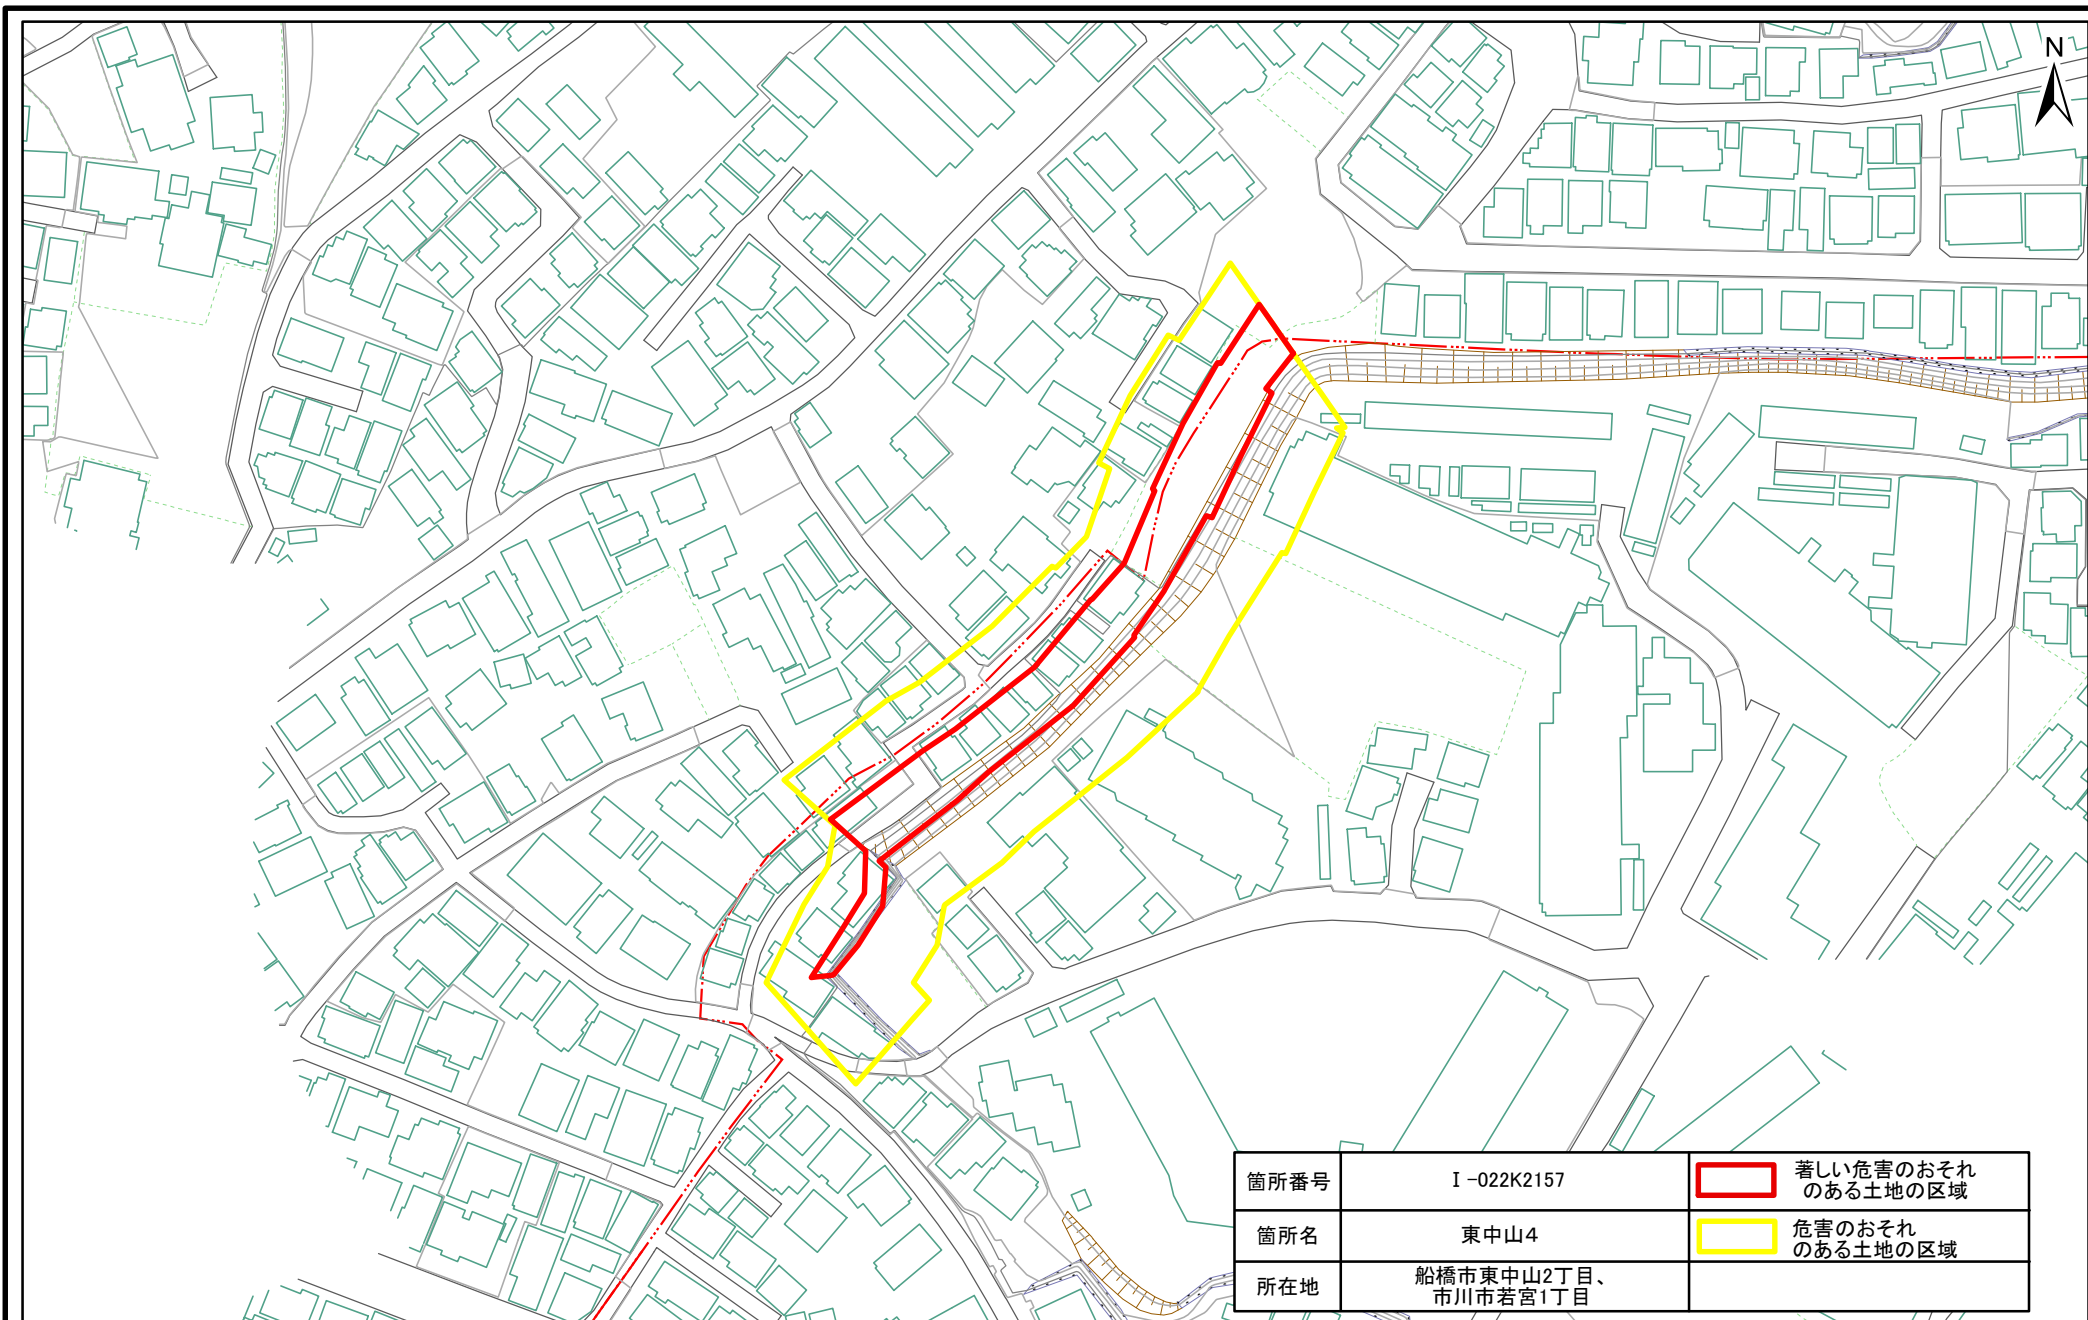 N
箇所番号
Ⅰ-022K2157
著しい危害のおそれ
のある土地の区域
箇所名
東中山4
危害のおそれ
のある土地の区域
所在地
船橋市東中山2丁目、
市川市若宮1丁目